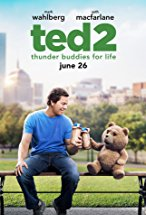 mark seth
wahlberg macfarlane
ted2
thunder buddies for life
june 26